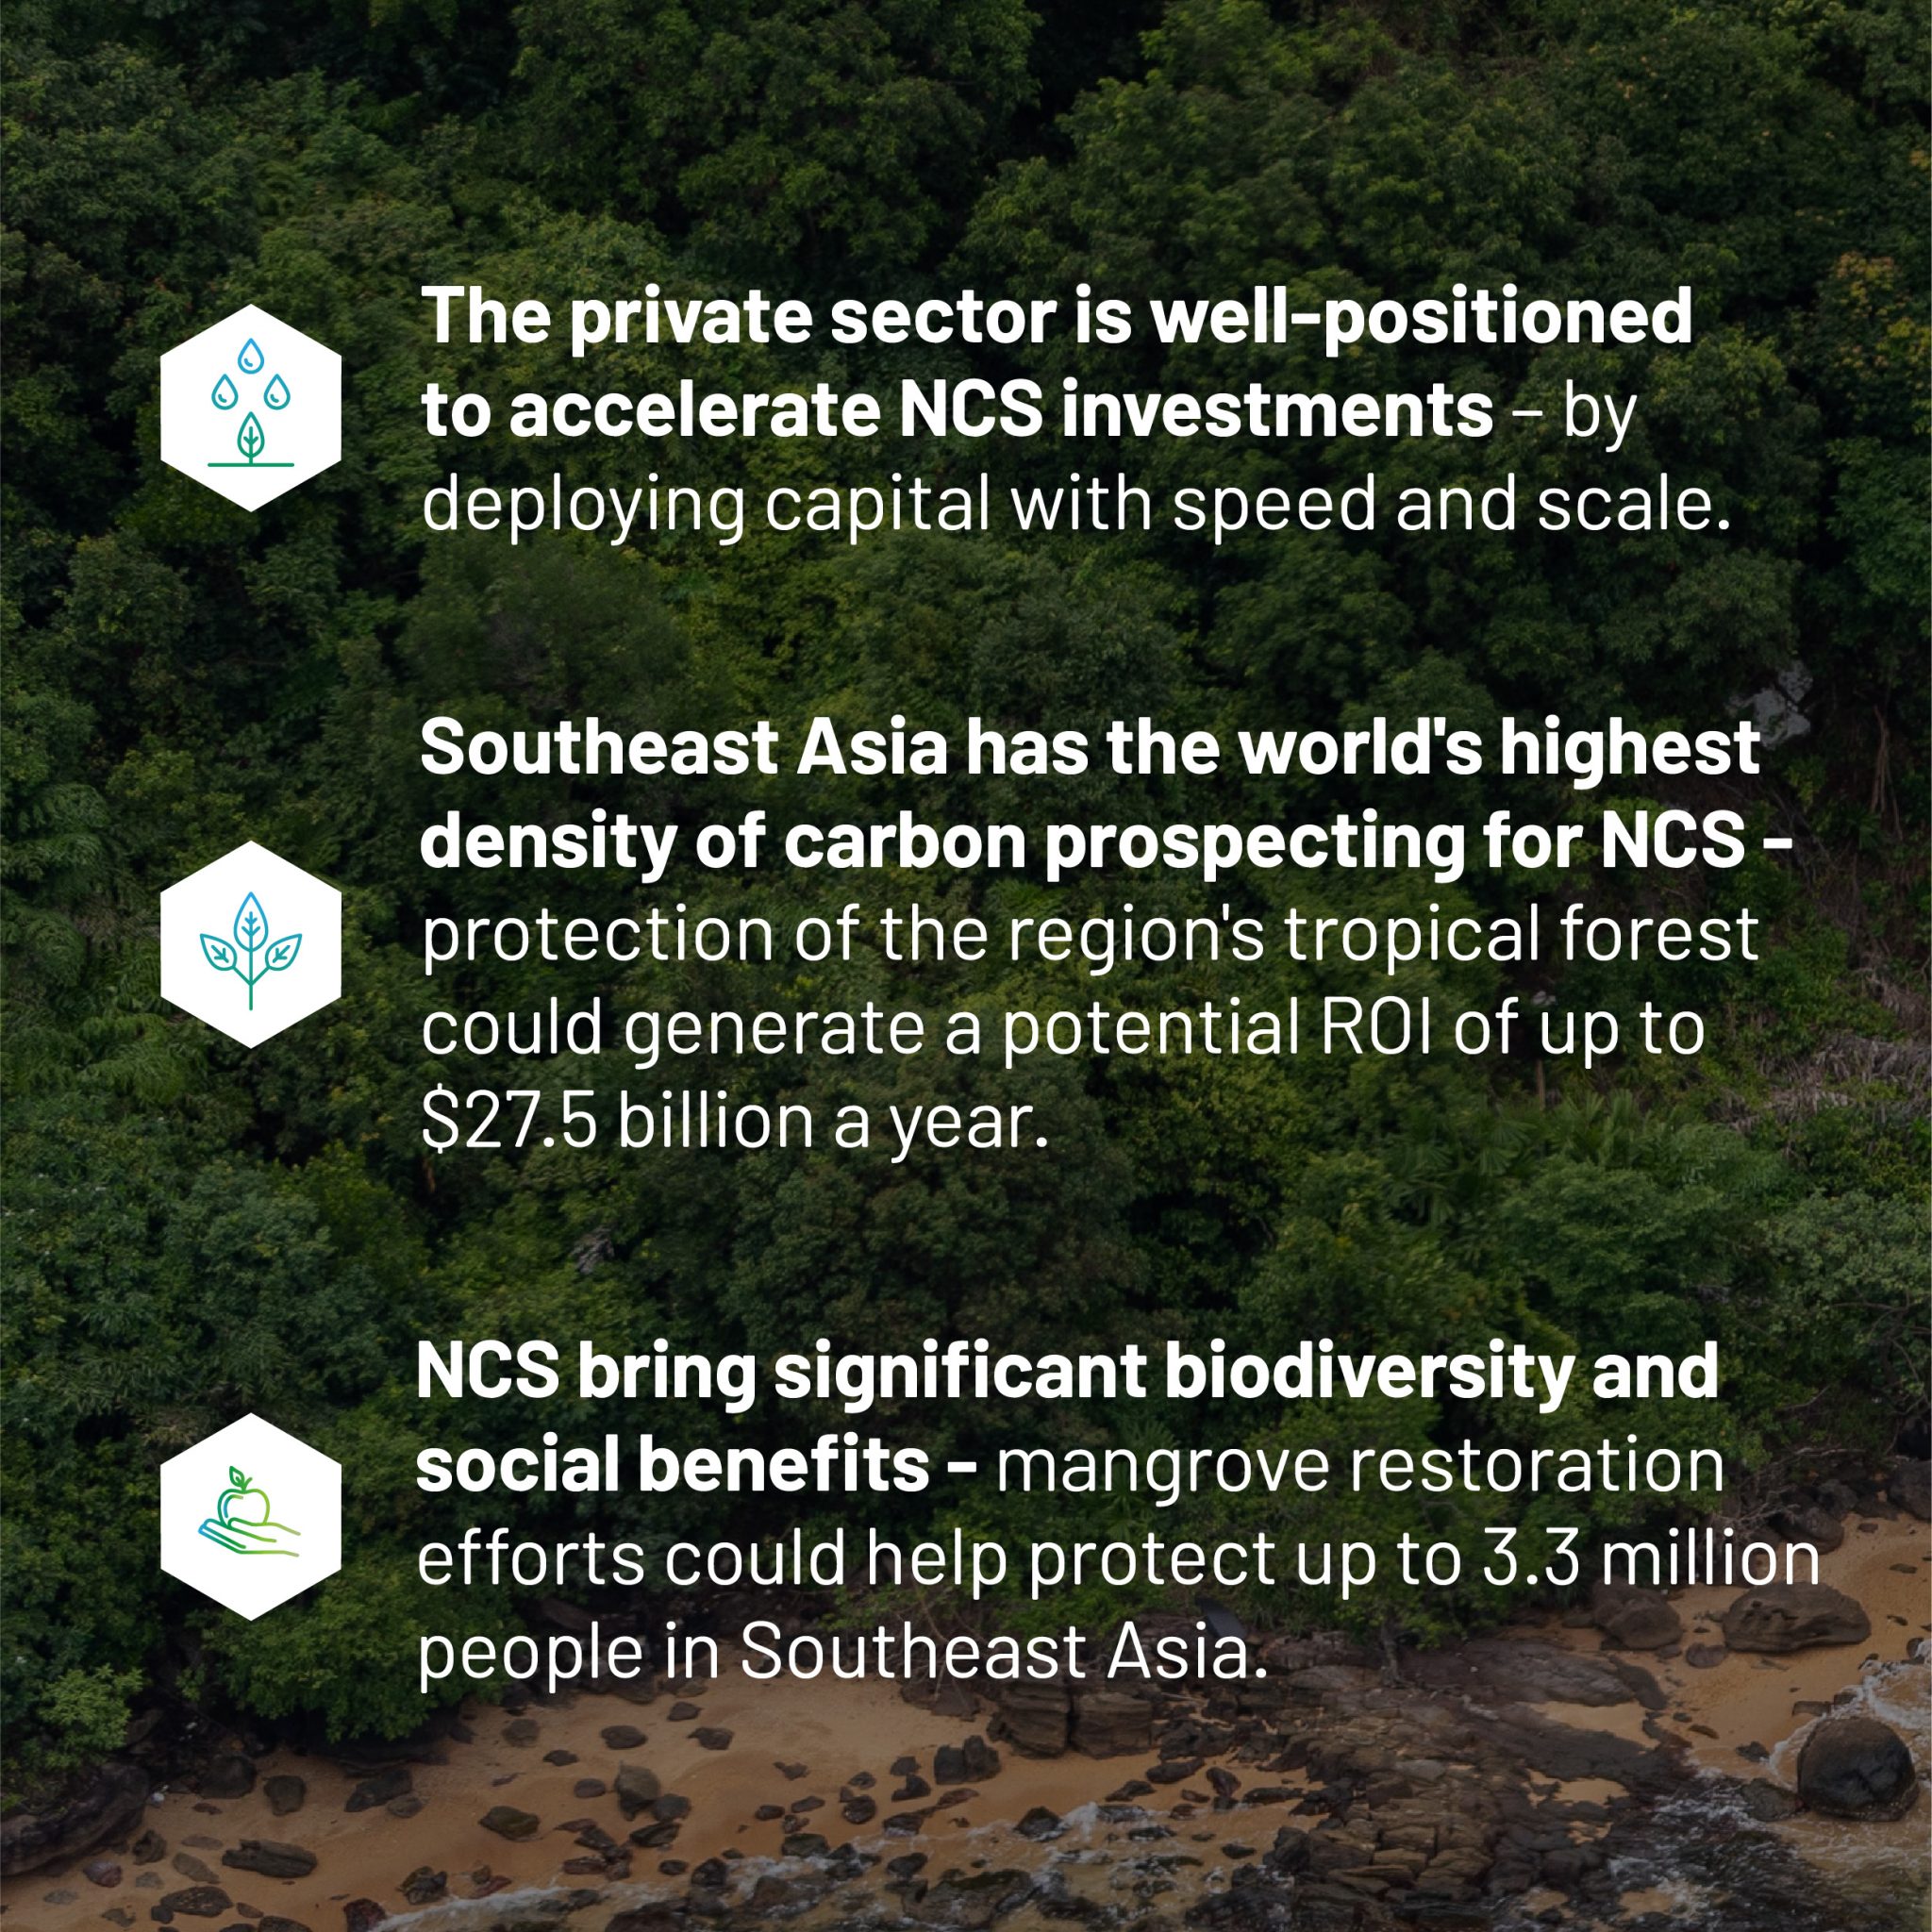 The private sector is well-positioned
to accelerate NCS investments – by
deploying capital with speed and scale.
Southeast Asia has the world's highest
density of carbon prospecting for NCS -
protection of the region's tropical forest
could generate a potential ROI of up to
$27.5 billion a year.
NCS bring significant biodiversity and
social benefits - mangrove restoration
efforts could help protect up to 3.3 million
people in Southeast Asia.